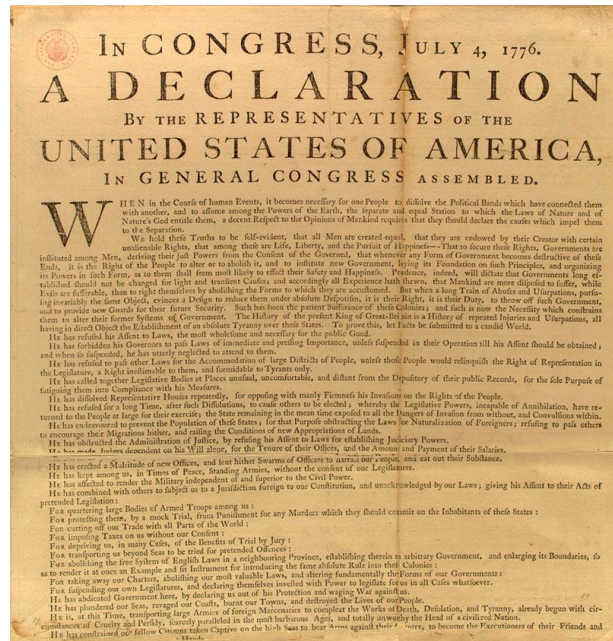 IN CONGRESS, JULY 4, 1776.
A DECLARATION
BY THE REPRESENTATIVES OF THE
UNITED STATES OF AMERICA,
IN GENERAL CONGRESS ASSEMBLED.
WHEN in the Course of human Events, it becomes necessary for one People to dissolve the Political Bands which have connected them
with another, and to assume among the Powers of the Earth, the separate and equal Station to which the Laws of Nature and of
Nature's God entitle them, a decent Respect to the Opinions of Mankind requires that they should declare the causes which impel them
to the Separation.
We hold these Truths to be self-evident, that all Men are created equal, that they are endowed by their Creator with certain
unalienable Rights, that among these are Life, Liberty, and the Pursuit of Happiness—That to secure these Rights, Governments are
instituted among Men, deriving their just Powers from the Consent of the Governed, that whenever any Form of Government becomes destructive of these
Ends, it is the Right of the People to alter or to abolish it, and to institute new Government, laying its Foundation on such Principles, and organizing
its Powers in such Form, as to them shall seem most likely to effect their Safety and Happiness. Prudence, indeed, will dictate that Governments long es-
tablished should not be changed for light and transient Causes; and accordingly all Experience hath shewn, that Mankind are more disposed to suffer, while
Evils are sufferable, than to right themselves by abolishing the Forms to which they are accustomed. But when a long Train of Abuses and Usurpations, pursu-
ing invariably the same Object, evinces a Design to reduce them under absolute Despotism, it is their Right, it is their Duty, to throw off such Government,
and to provide new Guards for their future Security. Such has been the patient Sufferance of these Colonies; and such is now the Necessity which constrains
them to alter their former Systems of Government. The History of the present King of Great-Britain is a History of repeated Injuries and Usurpations, all
having in direct Object the Establishment of an absolute Tyranny over these States. To prove this, let Facts be submitted to a candid World.
HE has refused his Assent to Laws, the most wholesome and necessary for the public Good.
HE has forbidden his Governors to pass Laws of immediate and pressing Importance, unless suspended in their Operation till his Assent should be obtained;
and when so suspended, he has utterly neglected to attend to them.
HE has refused to pass other Laws for the Accommodation of large Districts of People, unless those People would relinquish the Right of Representation in
the Legislature, a Right inestimable to them, and formidable to Tyrants only.
HE has called together Legislative Bodies at Places unusual, uncomfortable, and distant from the Depository of their public Records, for the sole Purpose of
fatiguing them into Compliance with his Measures.
HE has dissolved Representative Houses repeatedly, for opposing with manly Firmness his Invasions on the Rights of the People.
HE has refused for a long Time, after such Dissolutions, to cause others to be elected; whereby the Legislative Powers, incapable of Annihilation, have re-
turned to the People at large for their exercise; the State remaining in the mean time exposed to all the Dangers of Invasion from without, and Convulsions within.
HE has endeavoured to prevent the Population of these States; for that Purpose obstructing the Laws for Naturalization of Foreigners; refusing to pass others
to encourage their Migrations hither, and raising the Conditions of new Appropriations of Lands.
HE has obstructed the Administration of Justice, by refusing his Assent to Laws for establishing Judiciary Powers.
HE has made Judges dependent on his Will alone, for the Tenure of their Offices, and the Amount and Payment of their Salaries.
HE has erected a Multitude of new Offices, and sent hither Swarms of Officers to harrass our People, and eat out their Substance.
HE has kept among us, in Times of Peace, Standing Armies, without the consent of our Legislatures.
HE has affected to render the Military independent of and superior to the Civil Power.
HE has combined with others to subject us to a Jurisdiction foreign to our Constitution, and unacknowledged by our Laws; giving his Assent to their Acts of
pretended Legislation:
FOR quartering large Bodies of Armed Troops among us:
FOR protecting them, by a mock Trial, from Punishment for any Murders which they should commit on the Inhabitants of these States:
FOR cutting off our Trade with all Parts of the World:
FOR imposing Taxes on us without our Consent:
FOR depriving us, in many Cases, of the Benefits of Trial by Jury:
FOR transporting us beyond Seas to be tried for pretended Offences:
FOR abolishing the free System of English Laws in a neighbouring Province, establishing therein an arbitrary Government, and enlarging its Boundaries, so
as to render it at once an Example and fit Instrument for introducing the same absolute Rule into these Colonies:
FOR taking away our Charters, abolishing our most valuable Laws, and altering fundamentally the Forms of our Governments:
FOR suspending our own Legislatures, and declaring themselves invested with Power to legislate for us in all Cases whatsoever.
HE has abdicated Government here, by declaring us out of his Protection and waging War against us.
HE has plundered our Seas, ravaged our Coasts, burnt our Towns, and destroyed the Lives of our People.
HE is, at this Time, transporting large Armies of foreign Mercenaries to compleat the Works of Death, Desolation, and Tyranny, already begun with cir-
cumstances of Cruelty and Perfidy, scarcely paralleled in the most barbarous Ages, and totally unworthy the Head of a civilized Nation.
HE has constrained our fellow Citizens taken Captive on the high Seas to bear Arms against their Country, to become the Executioners of their Friends and